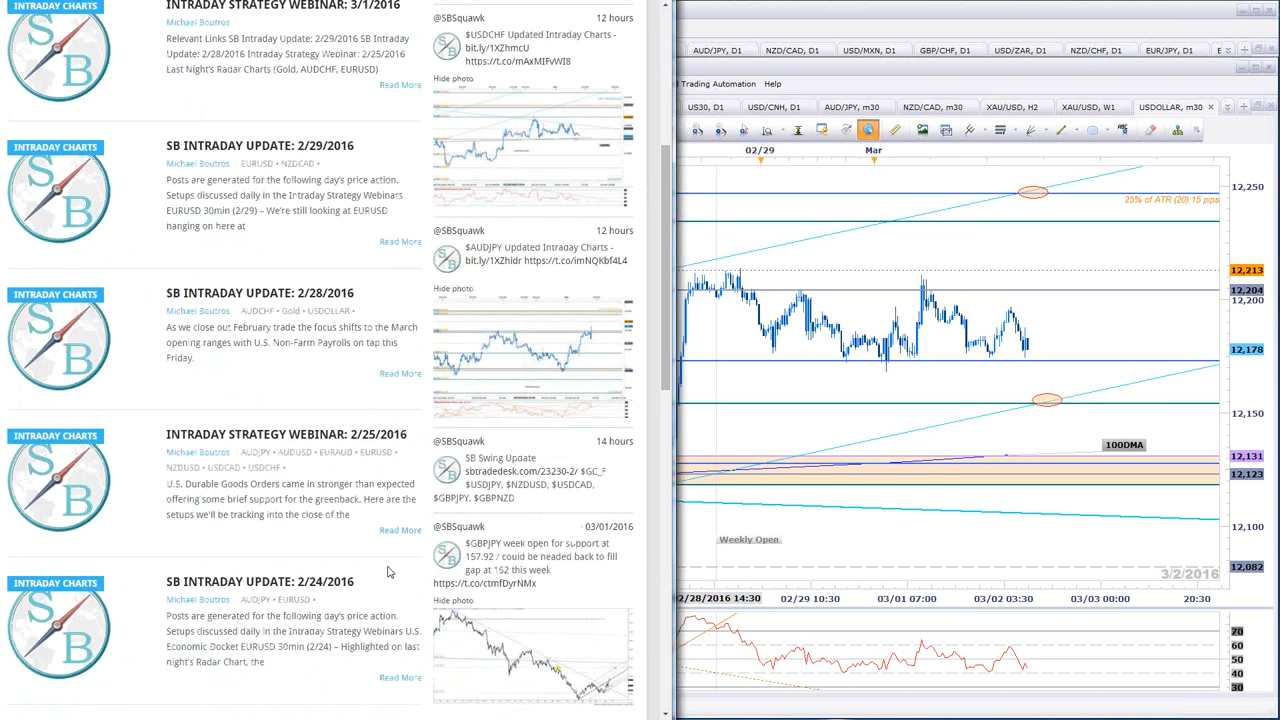 INTRADAY STRATEGY WEBINAR: 3/1/2016
Michael Boutros
Relevant Links SB Intraday Update: 2/29/2016 SB Intraday
Update: 2/28/2016 Intraday Strategy Webinar: 2/25/2016
Last Night's Radar Charts (Gold, AUDCHF, EURUSD)
Read More
INTRADAY CHARTS
SB INTRADAY UPDATE: 2/29/2016
Michael Boutros EURUSD • NZDCAD •
Posts are generated for the following day's price action.
Setups discussed daily in the Intraday Strategy Webinars
EURUSD 30min (2/29) – We're still looking at EURUSD
hanging on here at
Read More
INTRADAY CHARTS
SB INTRADAY UPDATE: 2/28/2016
Michael Boutros AUDCHF • Gold • USDOLLAR •
As we close out February trade the focus shifts to the March
opening ranges with U.S. Non-Farm Payrolls on tap this
Friday.
Read More
INTRADAY CHARTS
INTRADAY STRATEGY WEBINAR: 2/25/2016
Michael Boutros AUDJPY • AUDUSD • EURAUD • EURUSD •
NZDUSD • USDCAD • USDCHF •
U.S. Durable Goods Orders came in stronger than expected
offering some brief support for the greenback. Here are the
setups we'll be tracking into the close of the
Read More
INTRADAY CHARTS
SB INTRADAY UPDATE: 2/24/2016
Michael Boutros AUDJPY • EURUSD •
Posts are generated for the following day's price action.
Setups discussed daily in the Intraday Strategy Webinars U.S.
Economic Docket EURUSD 30min (2/24) – Highlighted on last
night's Radar Chart, the
Read More
INTRADAY CHARTS
S B
S B
S B
S B
S B
@SBSquawk 12 hours
$USDCHF Updated Intraday Charts -
bit.ly/1XZhmcU
https://t.co/mAxMIFvWI8
Hide photo
@SBSquawk 12 hours
$AUDJPY Updated Intraday Charts -
bit.ly/1XZhidr https://t.co/imNQKbf4L4
Hide photo
@SBSquawk 14 hours
SB Swing Update
sbtradedesk.com/23230-2/ $GC_F
$USDJPY, $NZDUSD, $USDCAD,
$GBPJPY, $GBPNZD
@SBSquawk 03/01/2016
$GBPJPY week open for support at
157.92 / could be headed back to fill
gap at 162 this week
https://t.co/ctmfDyrNMx
Hide photo
AUD/JPY, D1 NZD/CAD, D1 USD/MXN, D1 GBP/CHF, D1 USD/ZAR, D1 NZD/CHF, D1 EUR/JPY, D1 E
Trading Automation Help
D1 USD/CNH, D1 AUD/JPY, m30 NZD/CAD, m30 XAU/USD, H2 XAU/USD, W1 USDOLLAR, m30
02/29 Mar
12,250
25% of ATR (20):15 pips
12,213
12,204
12,200
12,178
12,150
100DMA
12,131
12,123
12,100
Weekly Open
12,082
3/2/2016
02/28/2016 14:30 02/29 10:30 03/01 07:00 03/02 03:30 03/03 00:00 20:30
70
60
50
40
30